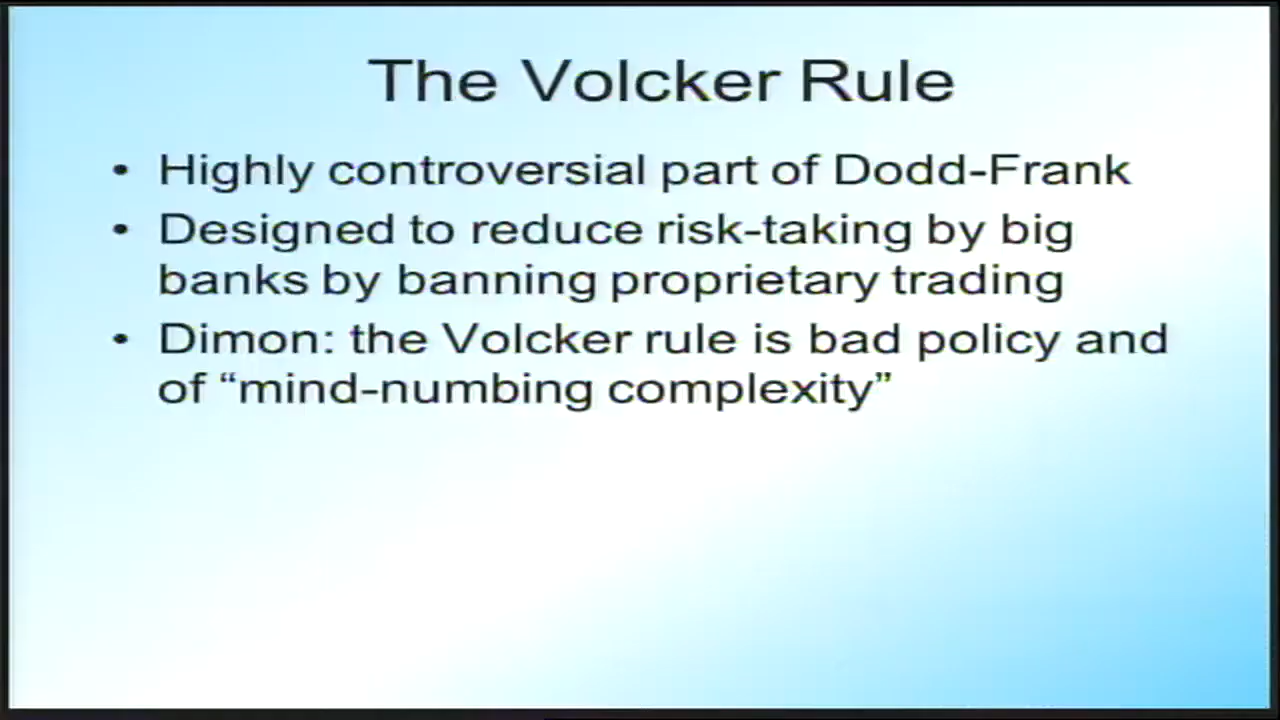 The Volcker Rule
• Highly controversial part of Dodd-Frank
• Designed to reduce risk-taking by big
banks by banning proprietary trading
• Dimon: the Volcker rule is bad policy and
of “mind-numbing complexity”